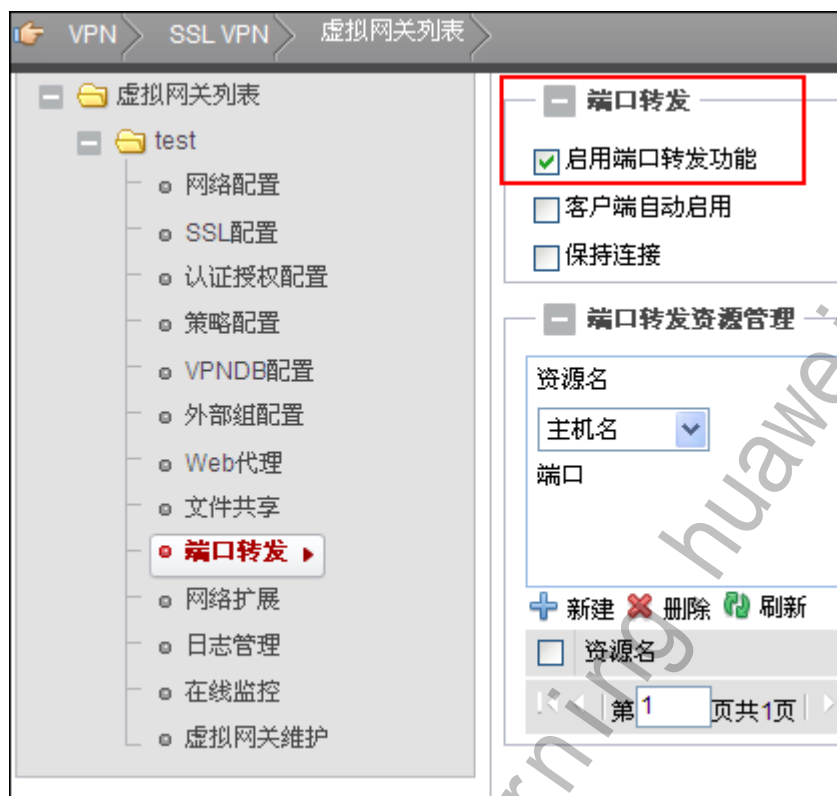 VPN SSL VPN 虚拟网关列表
虚拟网关列表
test
网络配置
SSL配置
认证授权配置
策略配置
VPNDB配置
外部组配置
Web代理
文件共享
端口转发
网络扩展
日志管理
在线监控
虚拟网关维护
端口转发
启用端口转发功能
客户端自动启用
保持连接
端口转发资源管理
资源名
主机名
端口
新建 删除 刷新
资源名
第 1 页共1页
huawei
rning